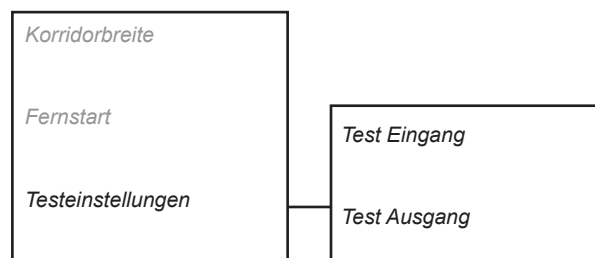 Korridorbreite
Fernstart
Testeinstellungen
Test Eingang
Test Ausgang